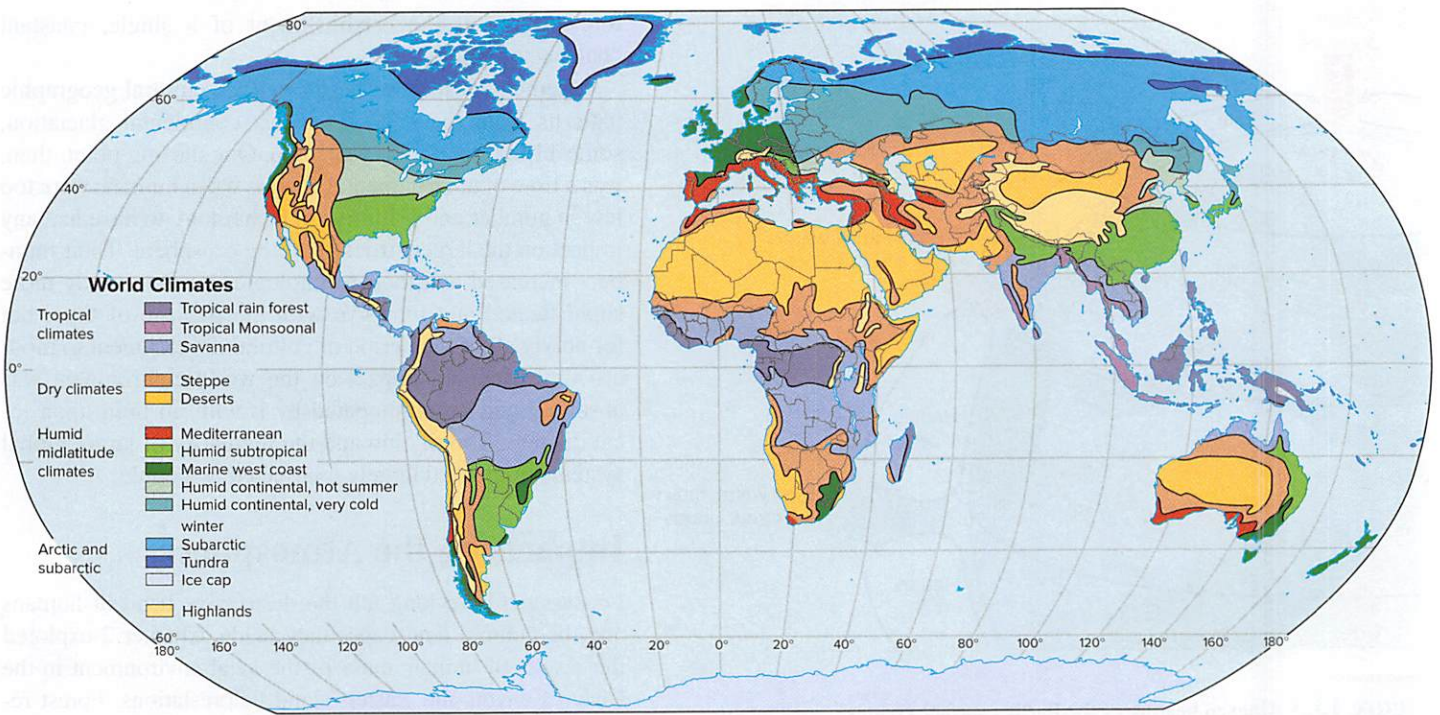 80°
60°
40°
20°
0°
World Climates
Tropical
climates
Tropical rain forest
Tropical Monsoonal
Savanna
Dry climates
Steppe
Deserts
Humid
midlatitude
climates
Mediterranean
Humid subtropical
Marine west coast
Humid continental, hot summer
Humid continental, very cold
winter
Arctic and
subarctic
Subarctic
Tundra
Ice cap
Highlands
60°
180° 160° 140° 120° 100° 80° 60° 40° 20° 0° 20° 40° 60° 80° 100° 120° 140° 160° 180°